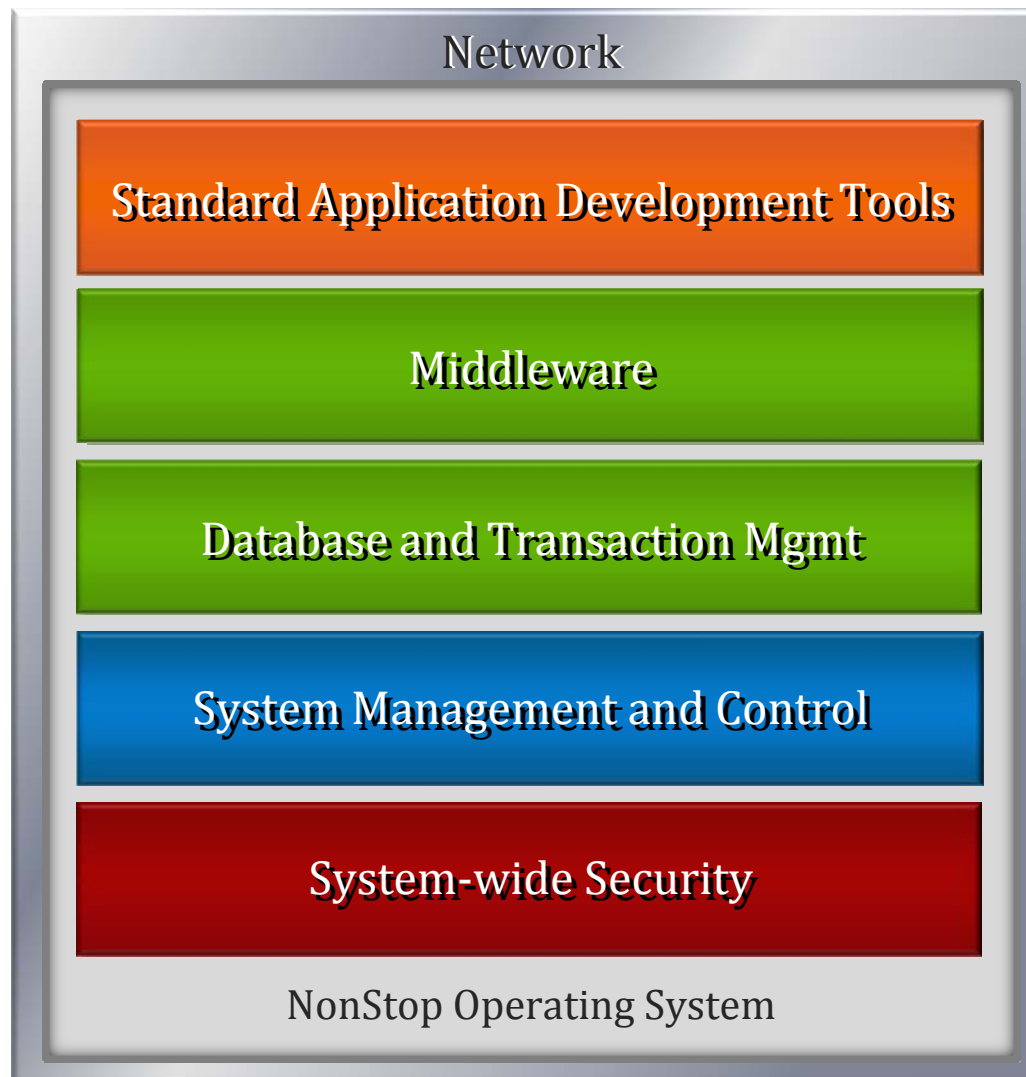 Network
Standard Application Development Tools
Middleware
Database and Transaction Mgmt
System Management and Control
System-wide Security
NonStop Operating System